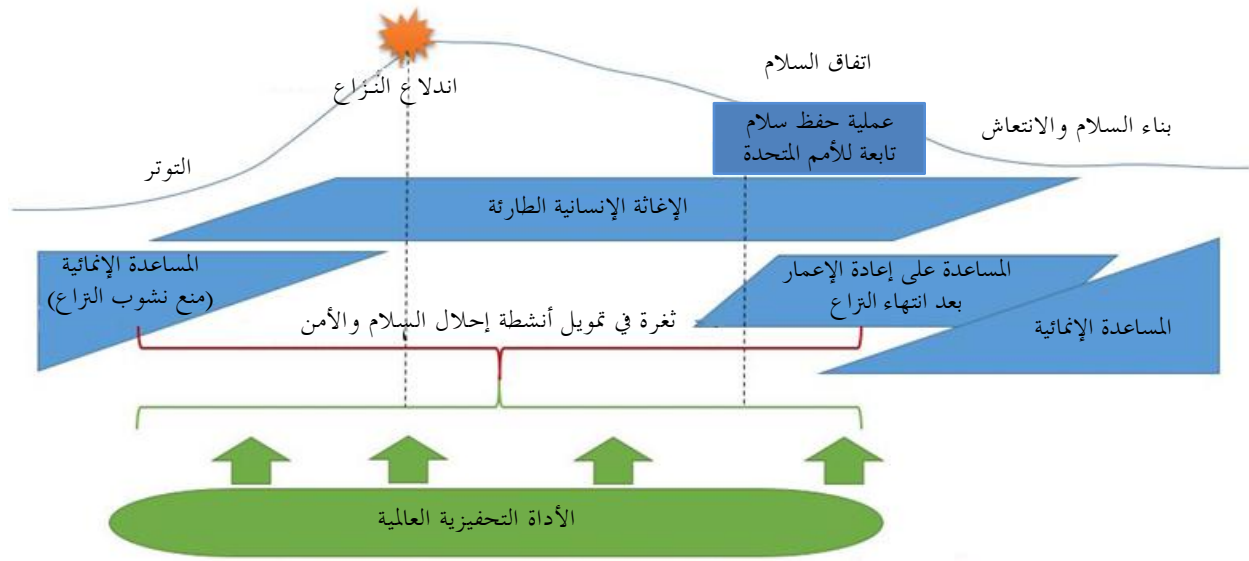 اتفاق السلام
اندلاع النـزاع
عملية حفظ سلام
تابعة للأمم المتحدة
بناء السلام والانتعاش
التوتر
الإغاثة الإنسانية الطارئة
المساعدة الإنمائية
(منع نشوب النزاع)
المساعدة على إعادة الإعمار
بعد انتهاء النزاع
ثغرة في تمويل أنشطة إحلال السلام والأمن
المساعدة الإنمائية
الأداة التحفيزية العالمية